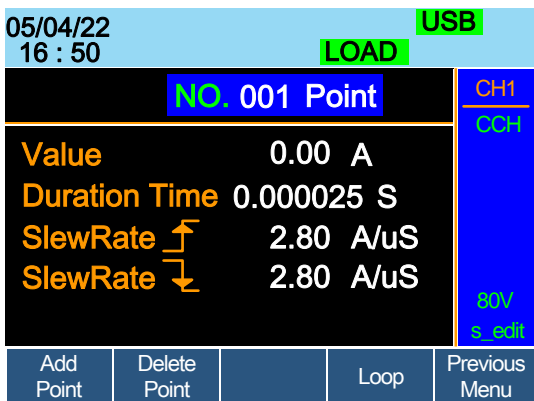 05/04/22 USB
16 : 50 LOAD
NO. 001 Point
CH1
CCH
Value 0.00 A
Duration Time 0.000025 S
SlewRate 2.80 A/uS
SlewRate 2.80 A/uS
80V
s_edit
Add
Point
Delete
Point
Loop
Previous
Menu